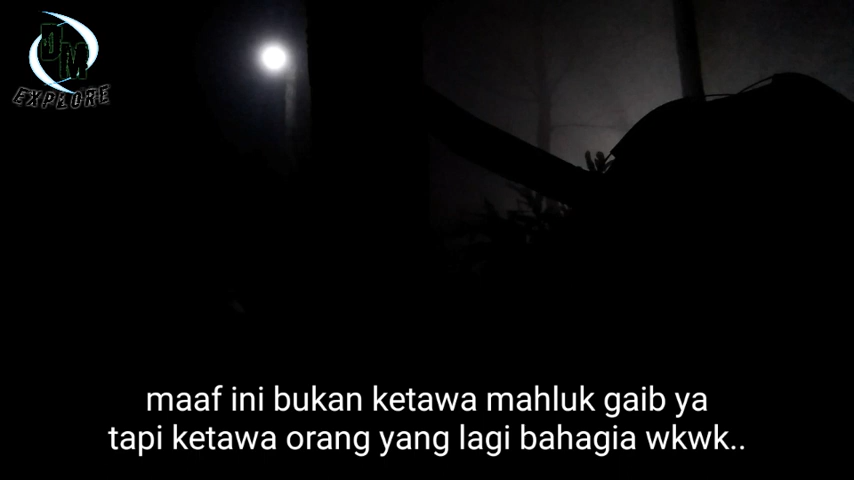 DM
EXPLORE
maaf ini bukan ketawa mahluk gaib ya
tapi ketawa orang yang lagi bahagia wkwk..